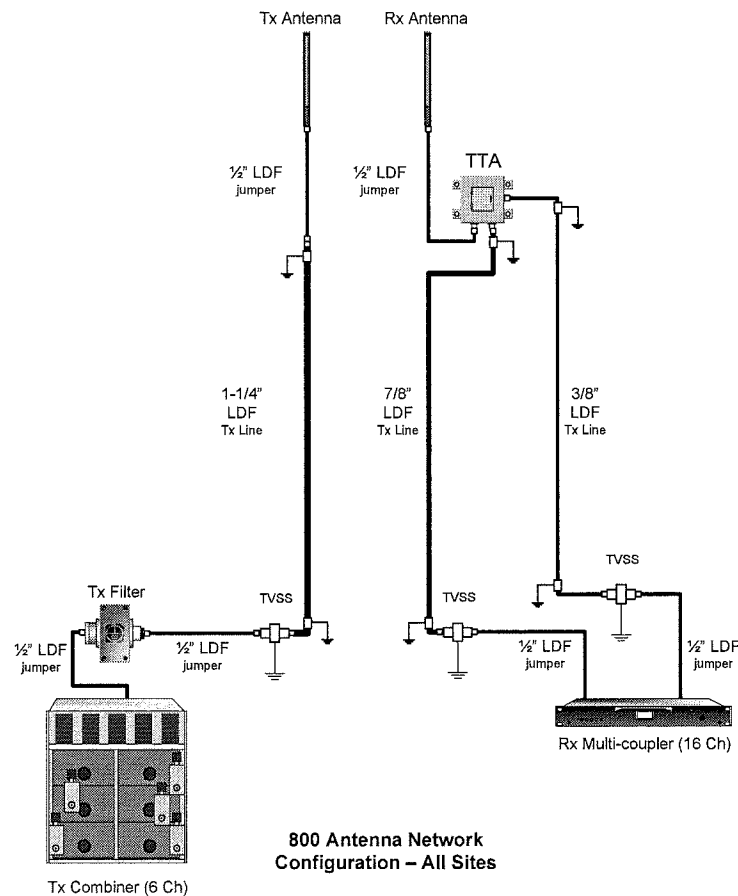 Tx Antenna
Rx Antenna
½" LDF
jumper
½" LDF
jumper
TTA
1-1/4"
LDF
Tx Line
7/8"
LDF
Tx Line
3/8"
LDF
Tx Line
Tx Filter
TVSS
TVSS
TVSS
½" LDF
jumper
½" LDF
jumper
½" LDF
jumper
½" LDF
jumper
Rx Multi-coupler (16 Ch)
800 Antenna Network
Configuration – All Sites
Tx Combiner (6 Ch)